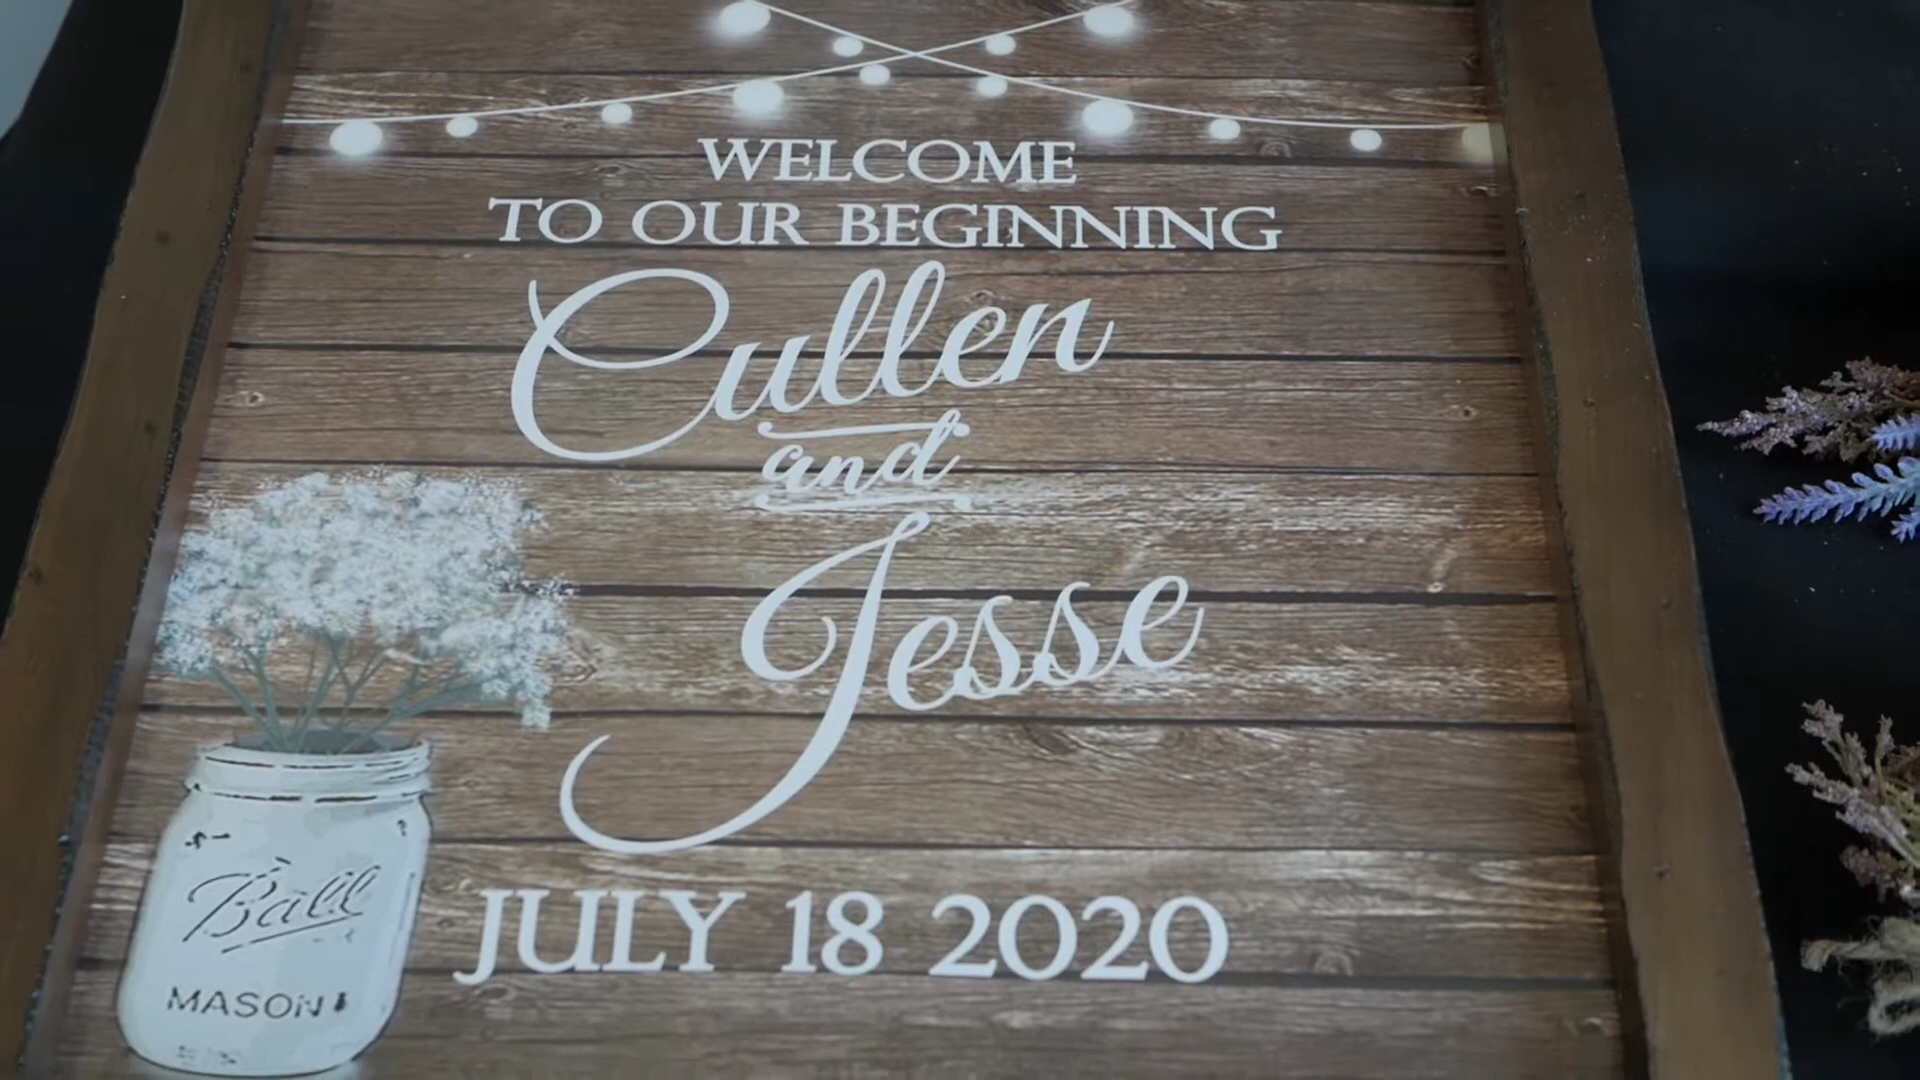 WELCOME
TO OUR BEGINNING
Cullen
and
Jesse
JULY 18 2020
Ball
MASON